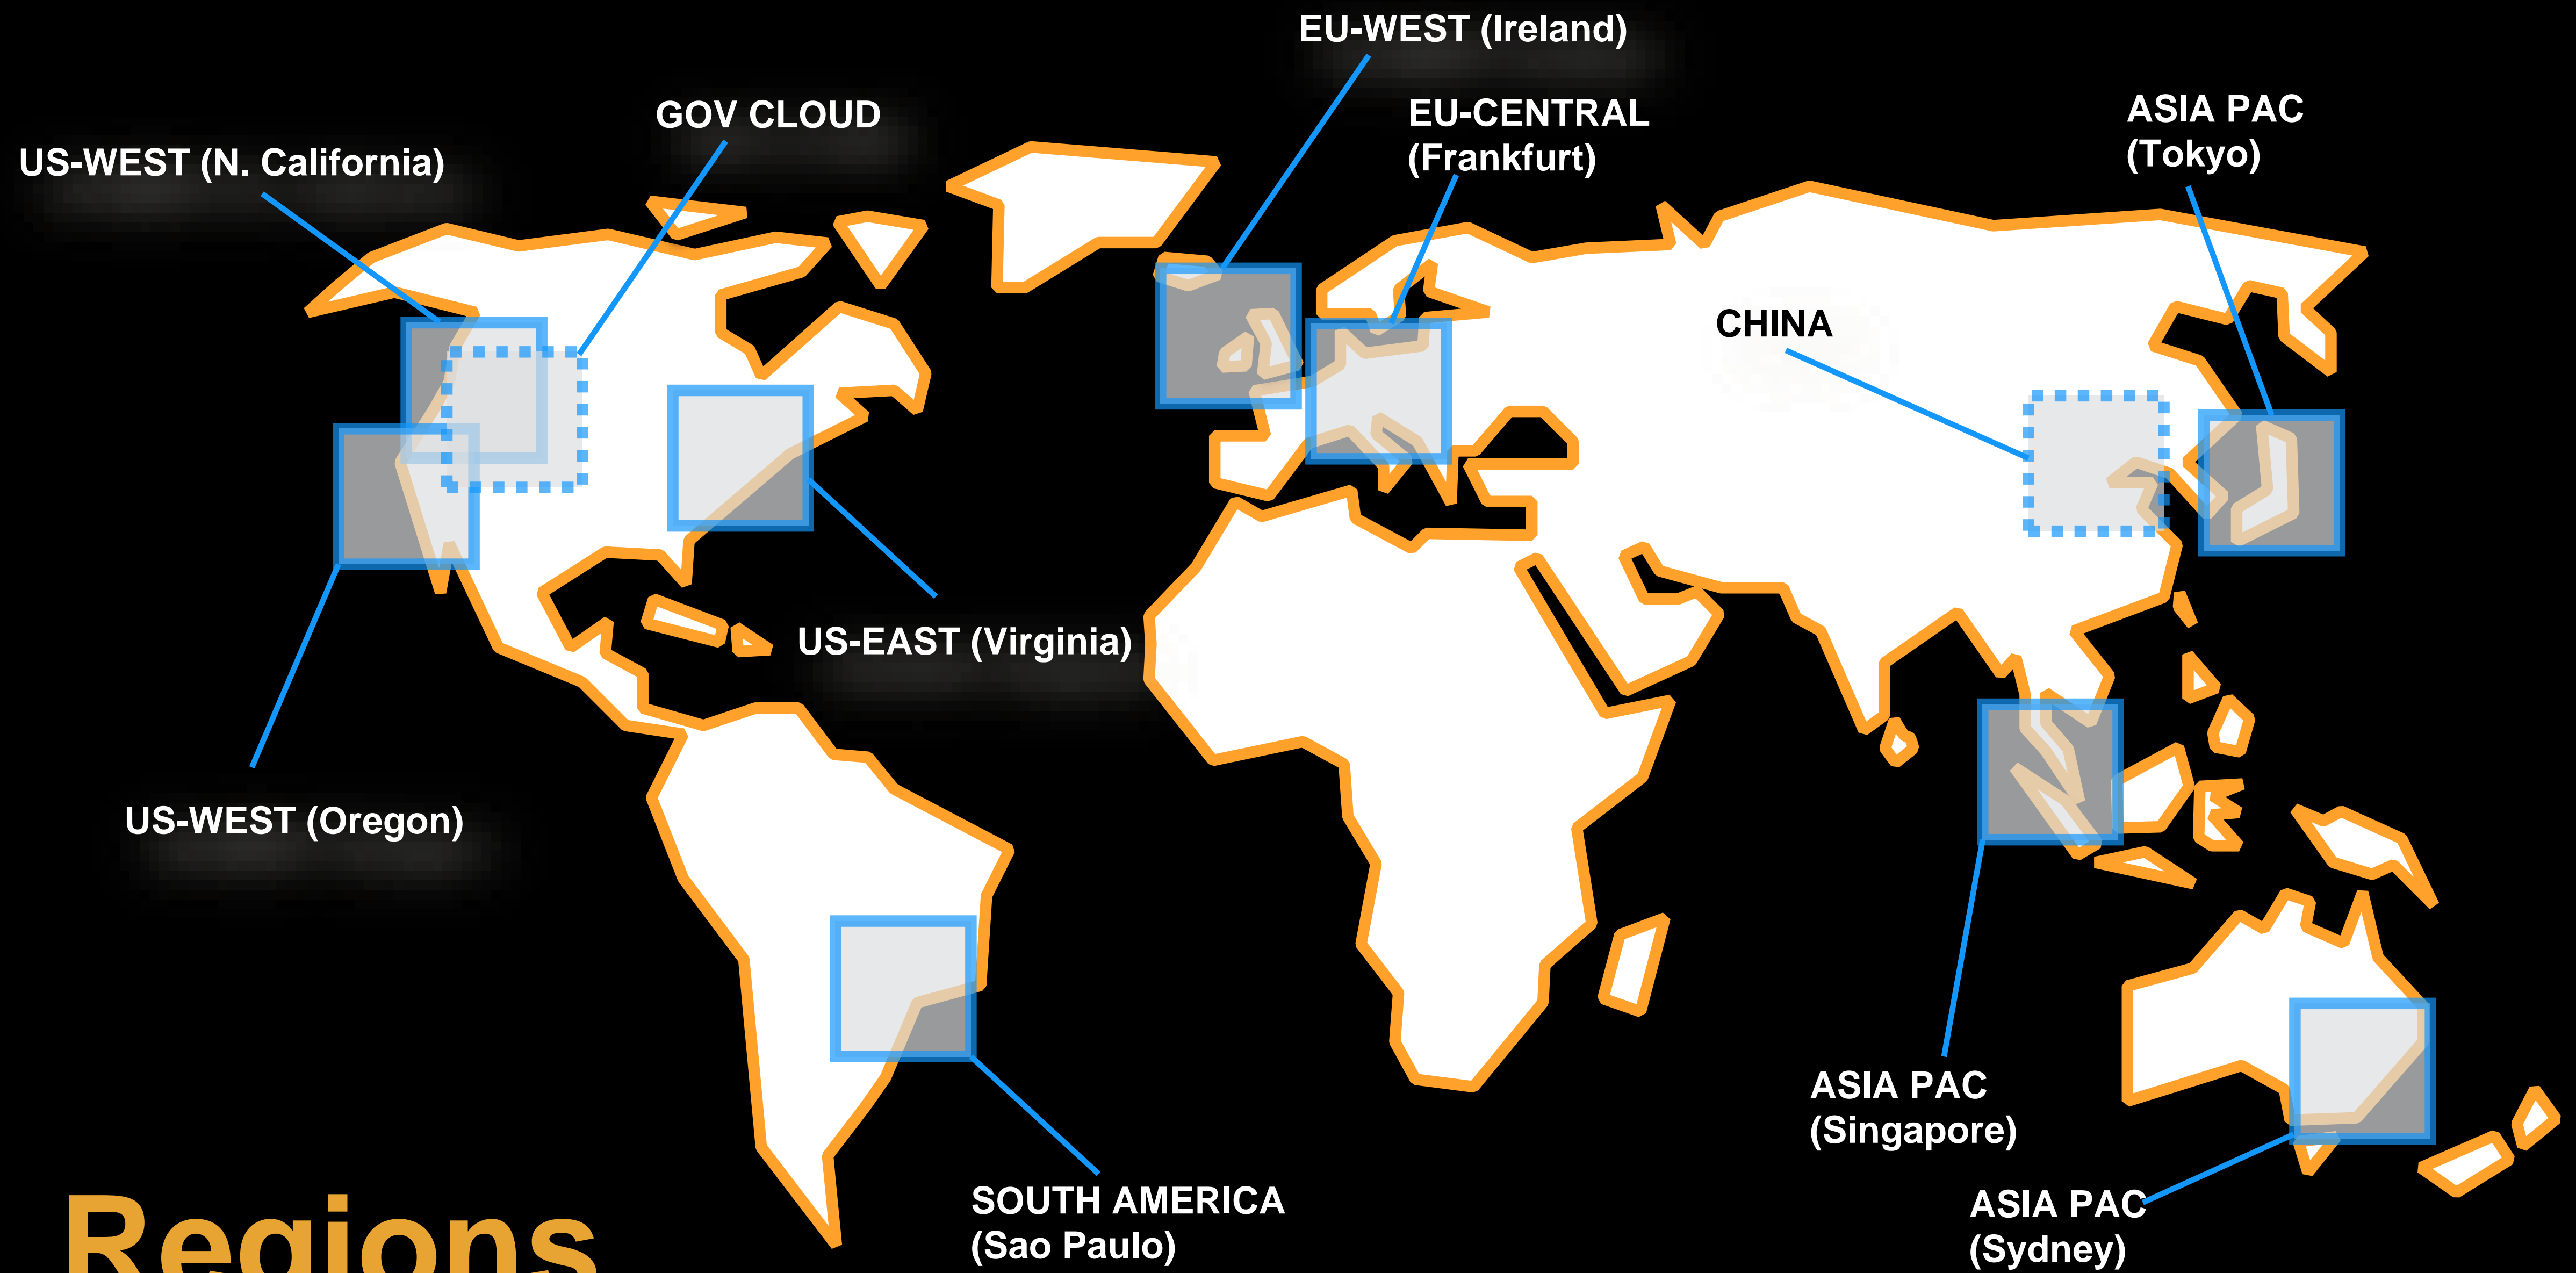 EU-WEST (Ireland)
EU-CENTRAL
(Frankfurt)
ASIA PAC
(Tokyo)
GOV CLOUD
US-WEST (N. California)
CHINA
US-EAST (Virginia)
US-WEST (Oregon)
ASIA PAC
(Singapore)
SOUTH AMERICA
(Sao Paulo)
ASIA PAC
(Sydney)
Regions